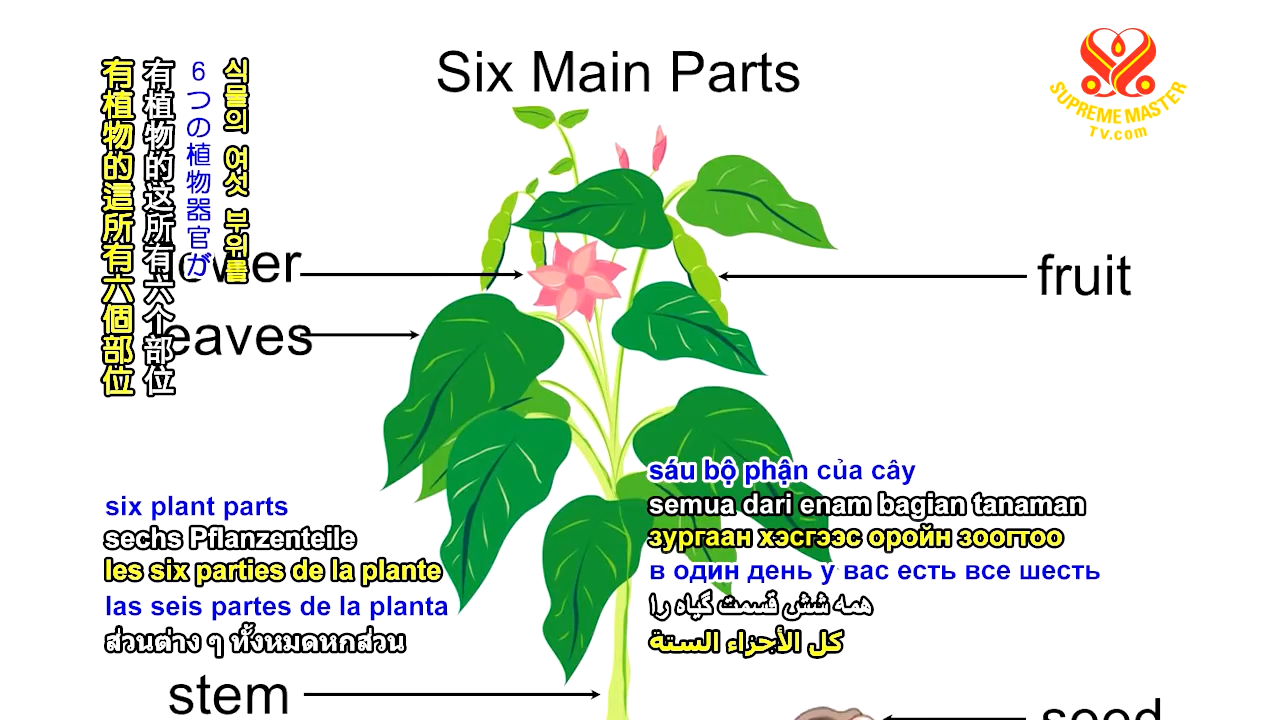 Six Main Parts
SUPREME MASTER
TV.com
有植物的這所有六個部位
有植物的这所有六个部位
6つの植物器官が
식물의 여섯 부위를
fruit
leaves
six plant parts
sechs Pflanzenteile
les six parties de la plante
las seis partes de la planta
ส่วนต่าง ๆ ทั้งหมดหกส่วน
sáu bộ phận của cây
semua dari enam bagian tanaman
зургаан хэсгээс оройн зоогтоо
в один день у вас есть все шесть
همه شش قسمت گیاه را
كل الأجزاء الستة
stem
seed